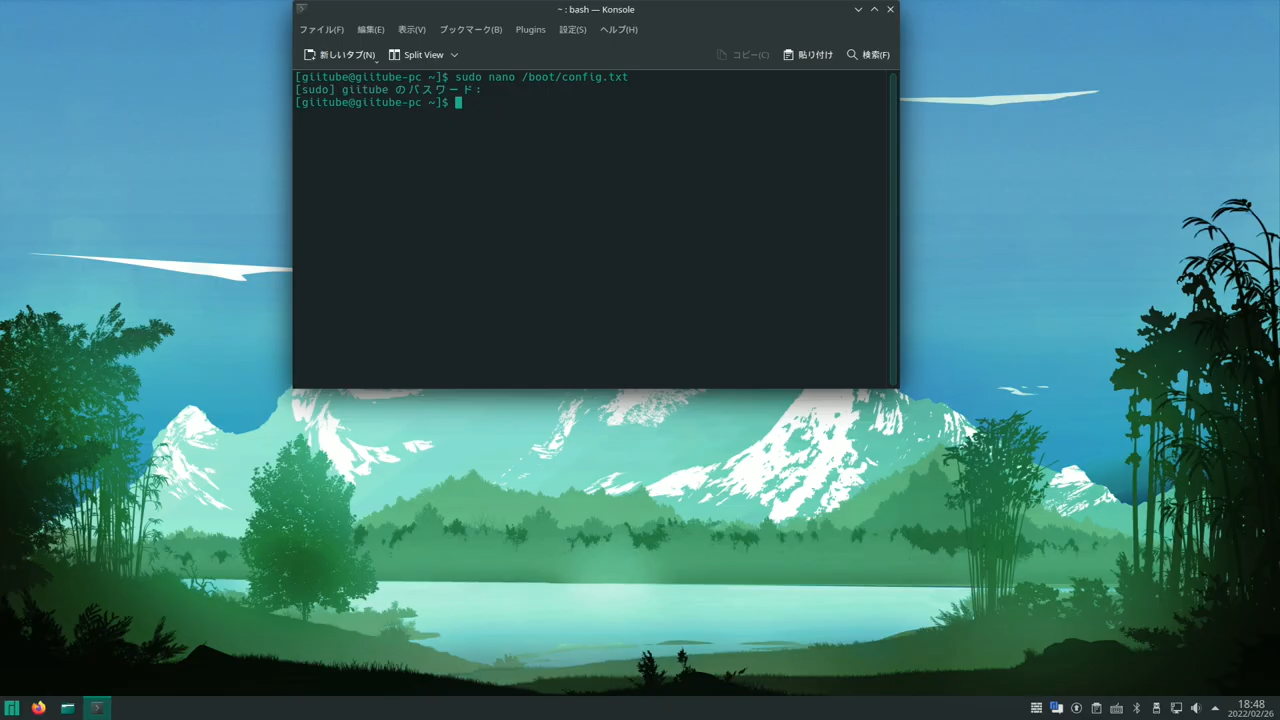 ~ : bash — Konsole
ファイル(F) 編集(E) 表示(V) ブックマーク(B) Plugins 設定(S) ヘルプ(H)
新しいタブ(N) Split View コピー(C) 貼り付け 検索(F)
[giitube@giitube-pc ~]$ sudo nano /boot/config.txt
[sudo] giitube のパスワード:
[giitube@giitube-pc ~]$
18:48
2022/02/26